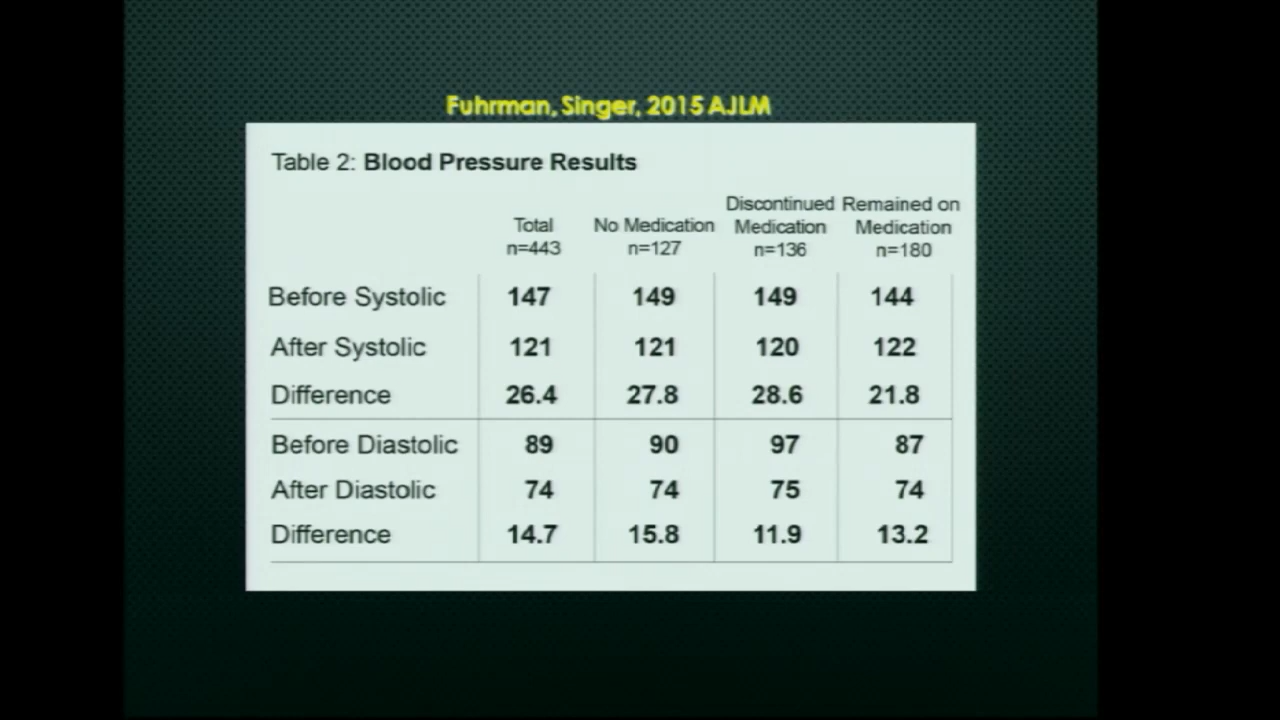 Fuhrman, Singer, 2015 AJLM
Table 2: Blood Pressure Results
Total No Medication Discontinued Medication Remained on Medication
n=443 n=127 n=136 n=180
Before Systolic 147 149 149 144
After Systolic 121 121 120 122
Difference 26.4 27.8 28.6 21.8
Before Diastolic 89 90 97 87
After Diastolic 74 74 75 74
Difference 14.7 15.8 11.9 13.2